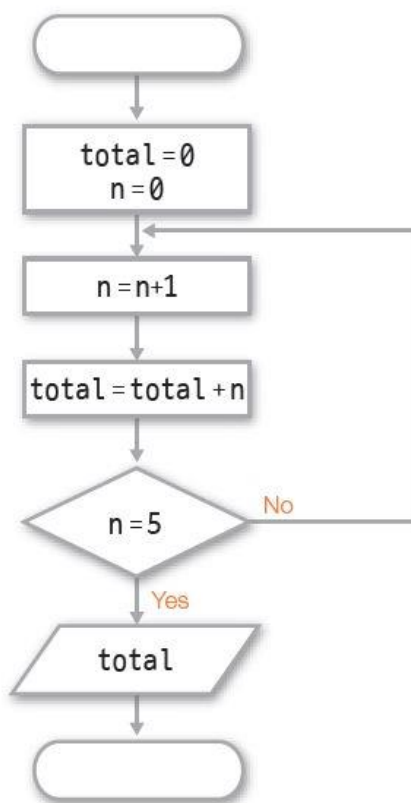 total=0
n=0
n=n+1
total=total+n
n=5
No
Yes
total